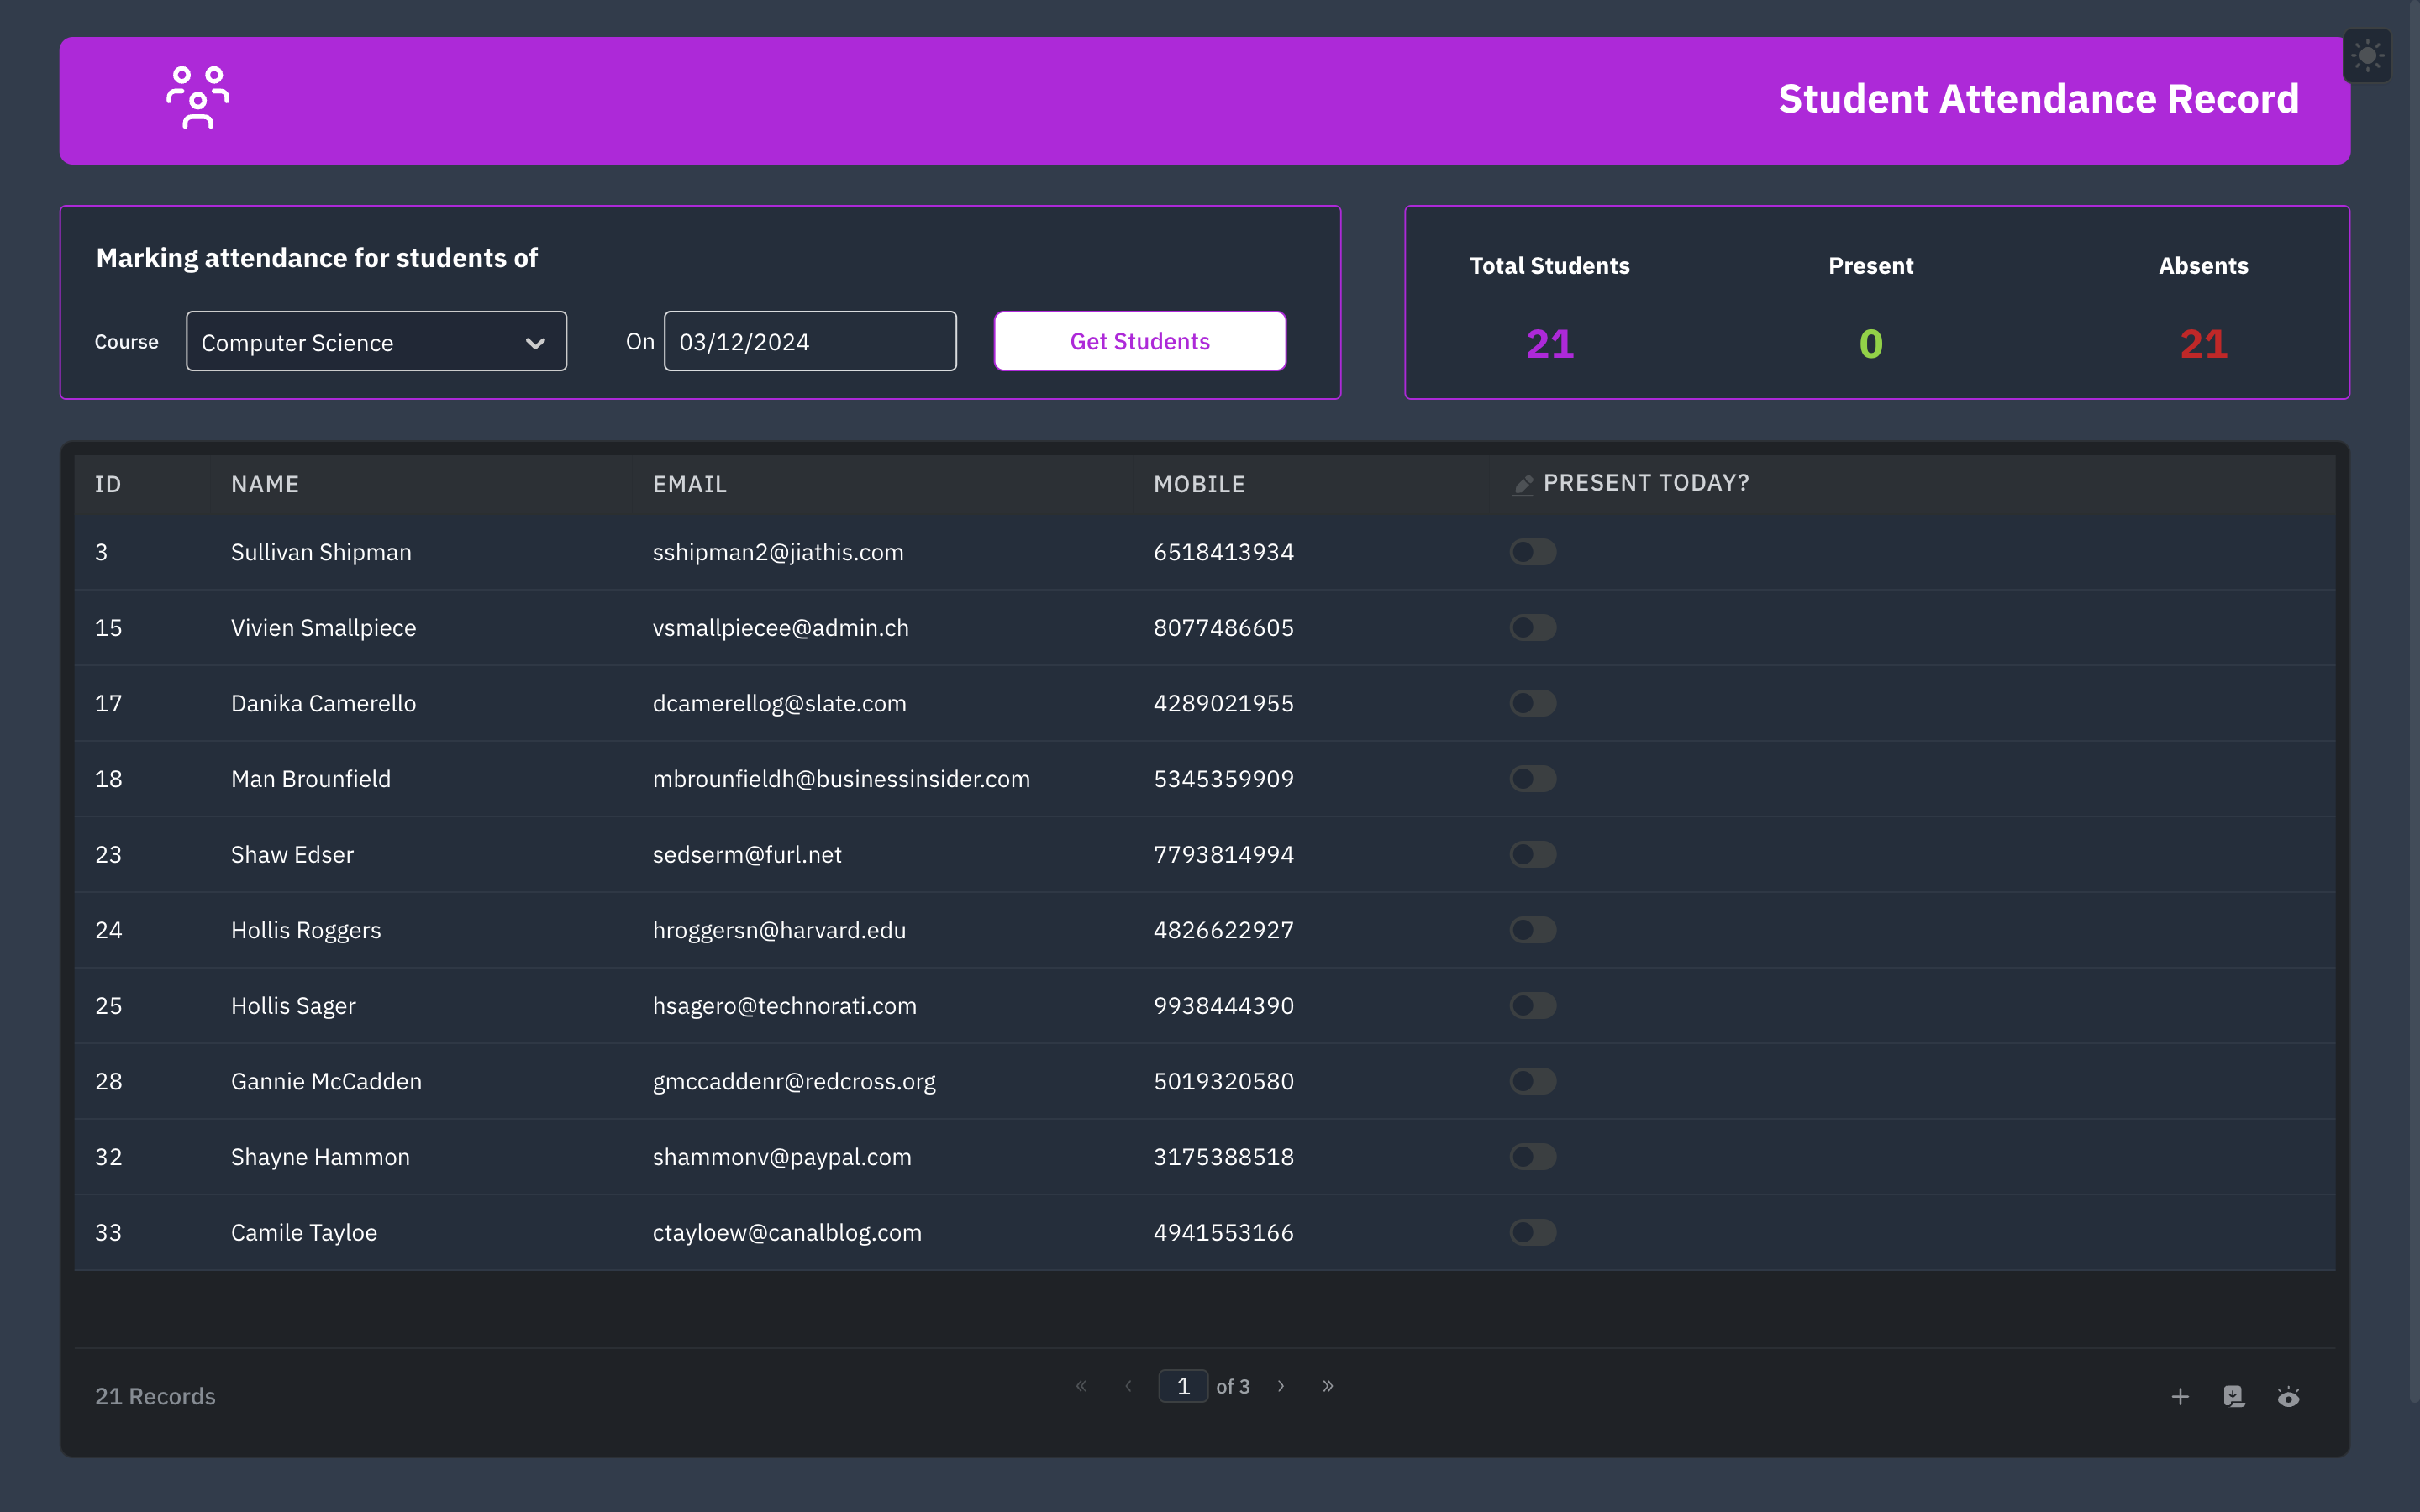 Student Attendance Record
Marking attendance for students of
Course Computer Science On 03/12/2024 Get Students
Total Students Present Absents
21 0 21
ID NAME EMAIL MOBILE PRESENT TODAY?
3 Sullivan Shipman sshipman2@jiathis.com 6518413934
15 Vivien Smallpiece vsmallpiecee@admin.ch 8077486605
17 Danika Camerello dcamerellog@slate.com 4289021955
18 Man Brounfield mbrounfieldh@businessinsider.com 5345359909
23 Shaw Edser sedserm@furl.net 7793814994
24 Hollis Roggers hroggersn@harvard.edu 4826622927
25 Hollis Sager hsagero@technorati.com 9938444390
28 Gannie McCadden gmccaddenr@redcross.org 5019320580
32 Shayne Hammon shammonv@paypal.com 3175388518
33 Camile Tayloe ctayloew@canalblog.com 4941553166
21 Records « ‹ 1 of 3 › »